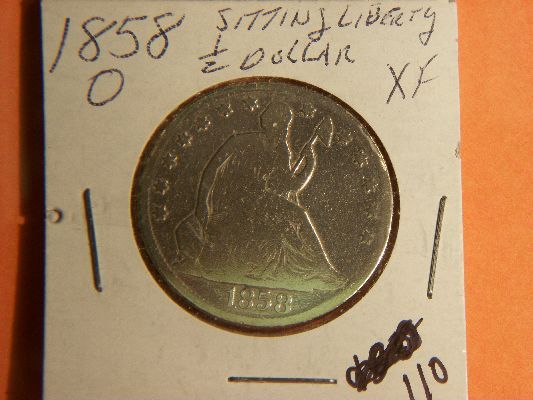 1858 SITTING LIBERTY
O 1/2 DOLLAR XF
1858
110